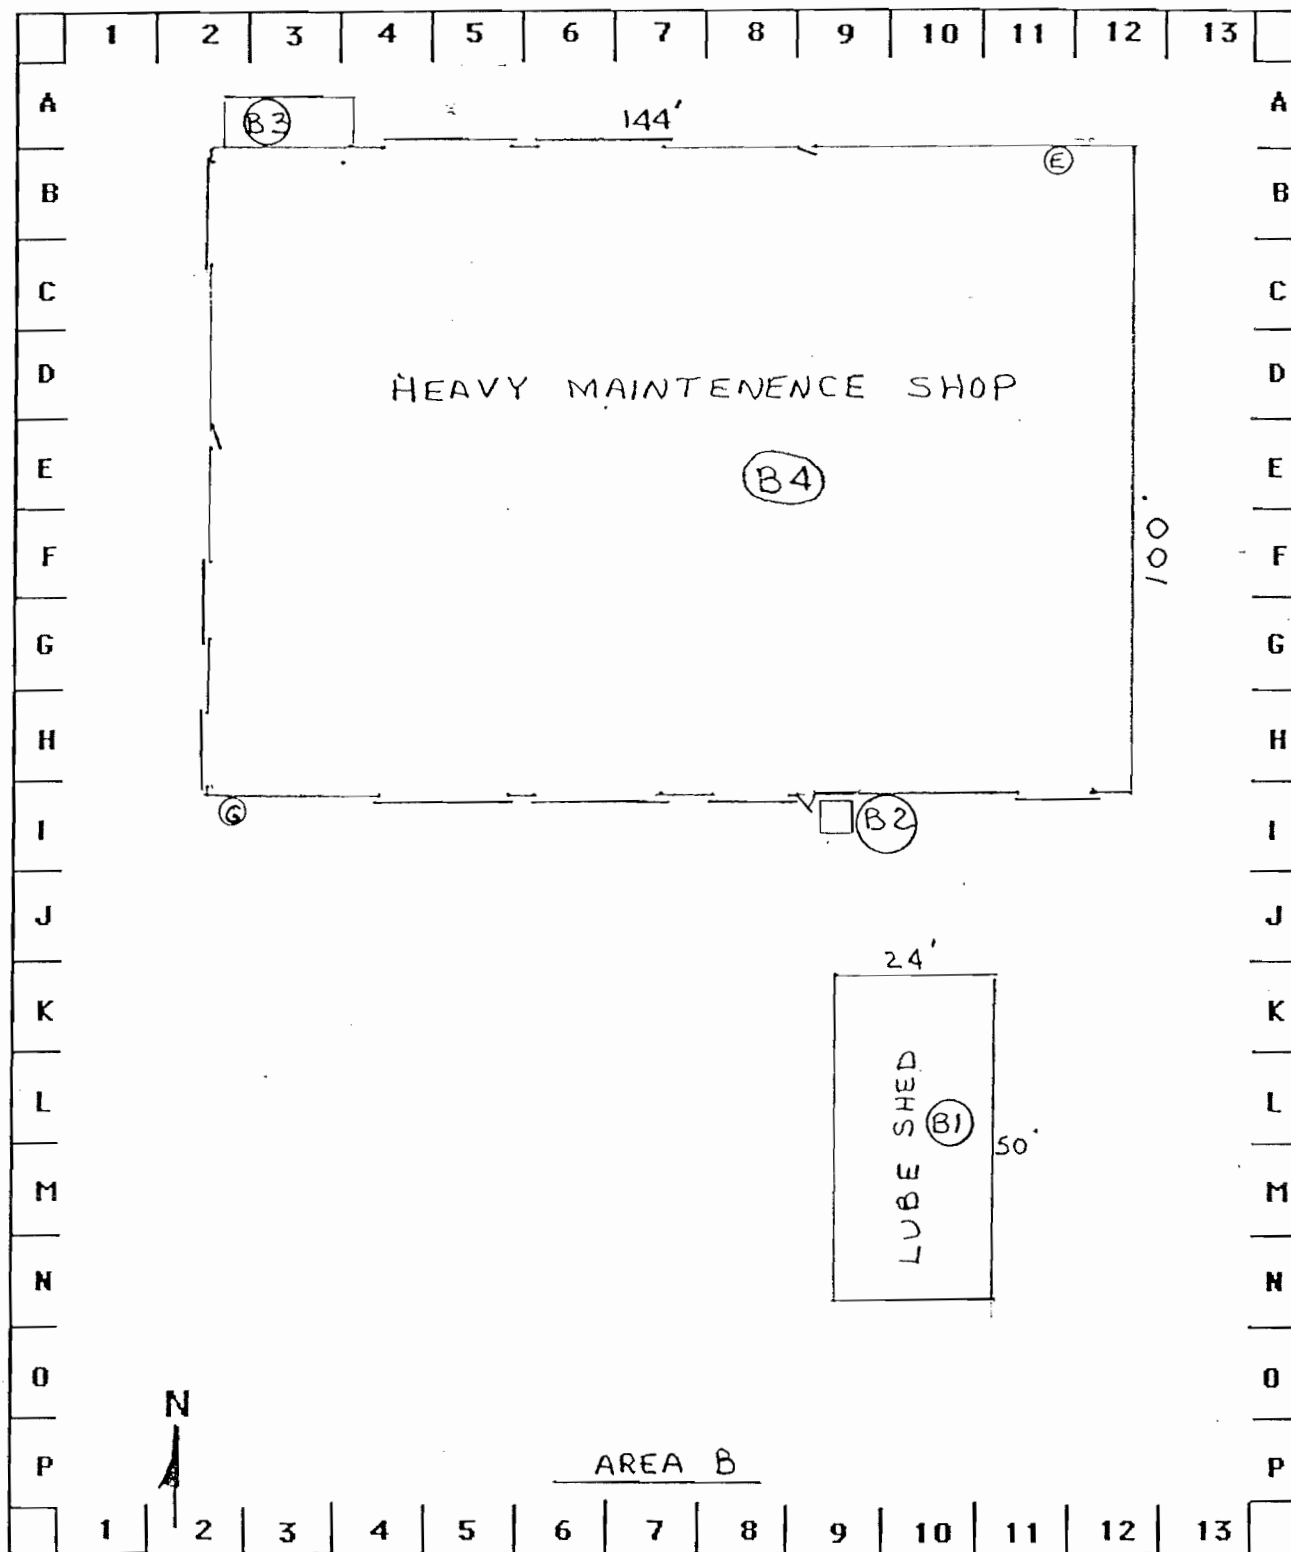 1 2 3 4 5 6 7 8 9 10 11 12 13
A A
B3 144'
E
B B
C C
D HEAVY MAINTENENCE SHOP D
E B4 E
F 100' F
G G
H H
G B2
I I
J J
24'
K K
L LUBE SHED B1 L
50'
M M
N N
O O
N
P AREA B P
1 2 3 4 5 6 7 8 9 10 11 12 13